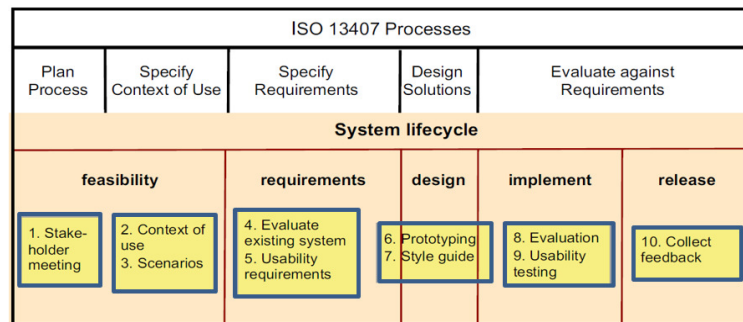 ISO 13407 Processes
Plan
Process
Specify
Context of Use
Specify
Requirements
Design
Solutions
Evaluate against
Requirements
System lifecycle
feasibility
requirements
design
implement
release
1. Stake-
holder
meeting
2. Context of
use
3. Scenarios
4. Evaluate
existing system
5. Usability
requirements
6. Prototyping
7. Style guide
8. Evaluation
9. Usability
testing
10. Collect
feedback